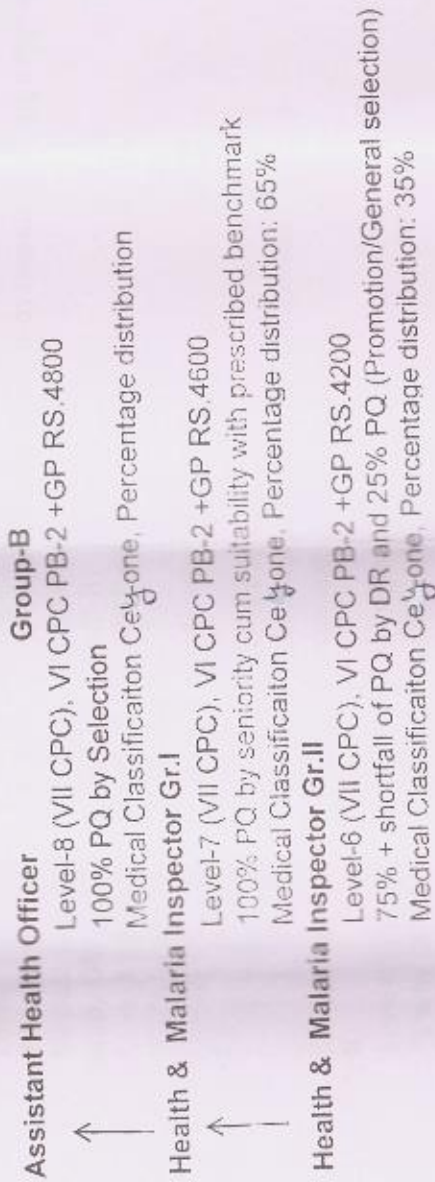 Assistant Health Officer Group-B
Level-8 (VII CPC), VI CPC PB-2 +GP RS.4800
100% PQ by Selection
Medical Classificaiton Cey-one, Percentage distribution
Health & Malaria Inspector Gr.I
Level-7 (VII CPC), VI CPC PB-2 +GP RS.4600
100% PQ by seniority cum suitability with prescribed benchmark
Medical Classificaiton Cey-one, Percentage distribution: 65%
Health & Malaria Inspector Gr.II
Level-6 (VII CPC), VI CPC PB-2 +GP RS.4200
75% + shortfall of PQ by DR and 25% PQ (Promotion/General selection)
Medical Classificaiton Cey-one, Percentage distribution: 35%